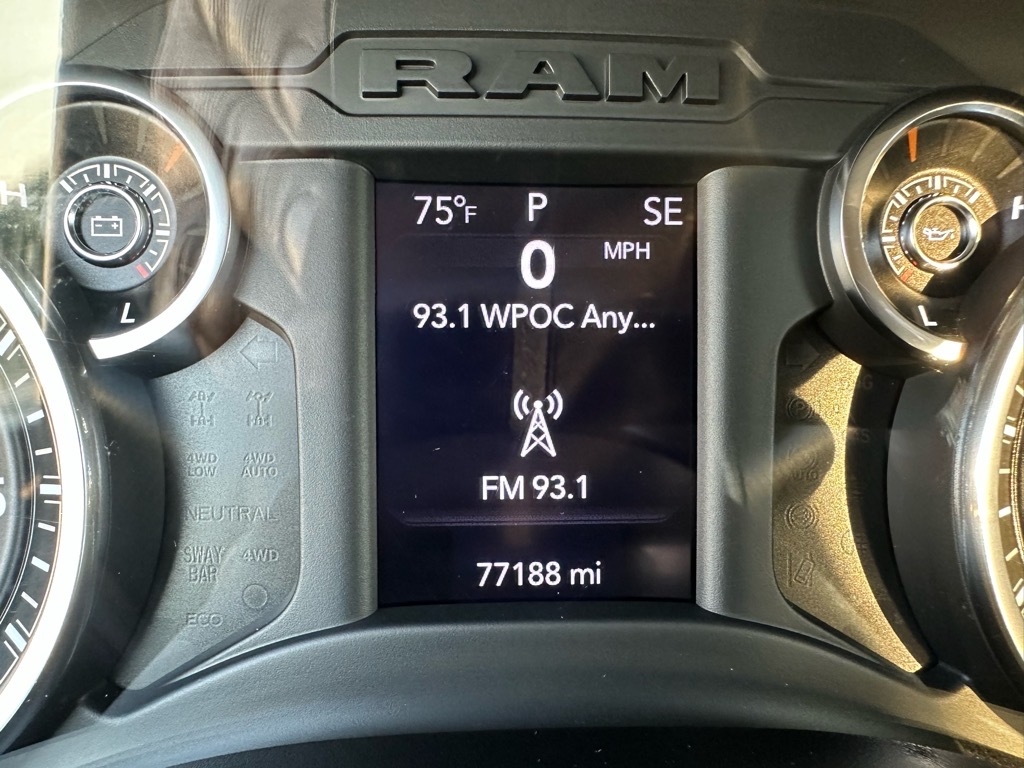 RAM
75°F P SE
0 MPH
93.1 WPOC Any...
FM 93.1
77188 mi
H
L
H
L
4WD LOW
4WD AUTO
NEUTRAL
SWAY BAR
4WD
ECO